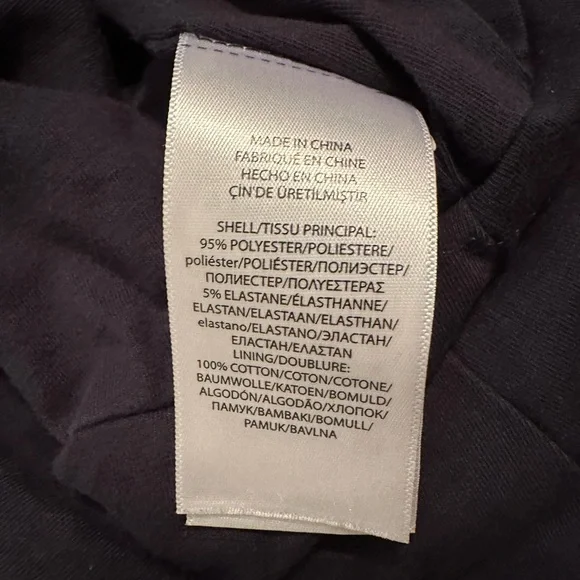 MADE IN CHINA
FABRIQUÉ EN CHINE
HECHO EN CHINA
ÇİN'DE ÜRETİLMİŞTİR
SHELL/TISSU PRINCIPAL:
95% POLYESTER/POLIESTERE/
poliéster/POLIÉSTER/ПОЛИЭСТЕР/
ПОЛИЕСТЕР/ΠΟΛΥΕΣΤΕΡΑΣ
5% ELASTANE/ÉLASTHANNE/
ELASTAN/ELASTAAN/ELASTHAN/
elastano/ELASTANO/ЭЛАСТАН/
ЕЛАСТАН/ΕΛΑΣΤΑΝ
LINING/DOUBLURE:
100% COTTON/COTON/COTONE/
BAUMWOLLE/KATOEN/BOMULD/
ALGODÓN/ALGODÃO/ХЛОПОК/
ПАМУК/ΒΑΜΒΑΚΙ/BOMULL/
PAMUK/BAVLNA